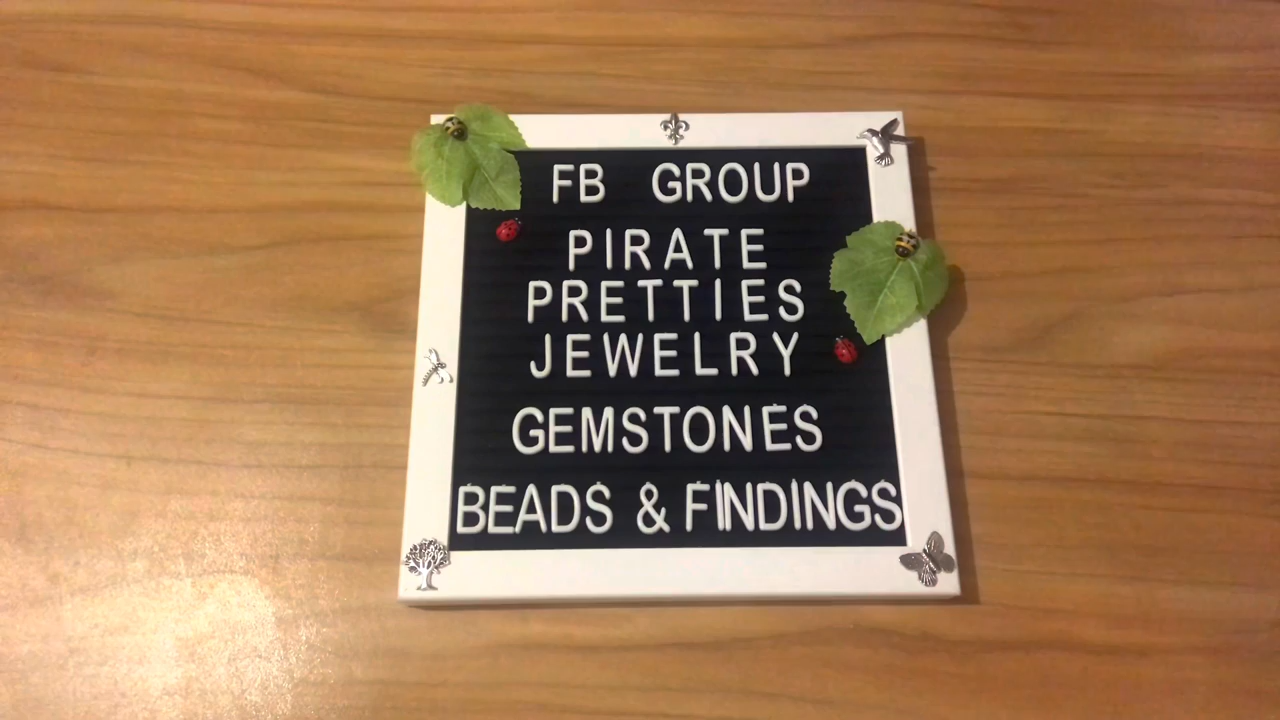 FB GROUP
PIRATE
PRETTIES
JEWELRY
GEMSTONES
BEADS & FINDINGS